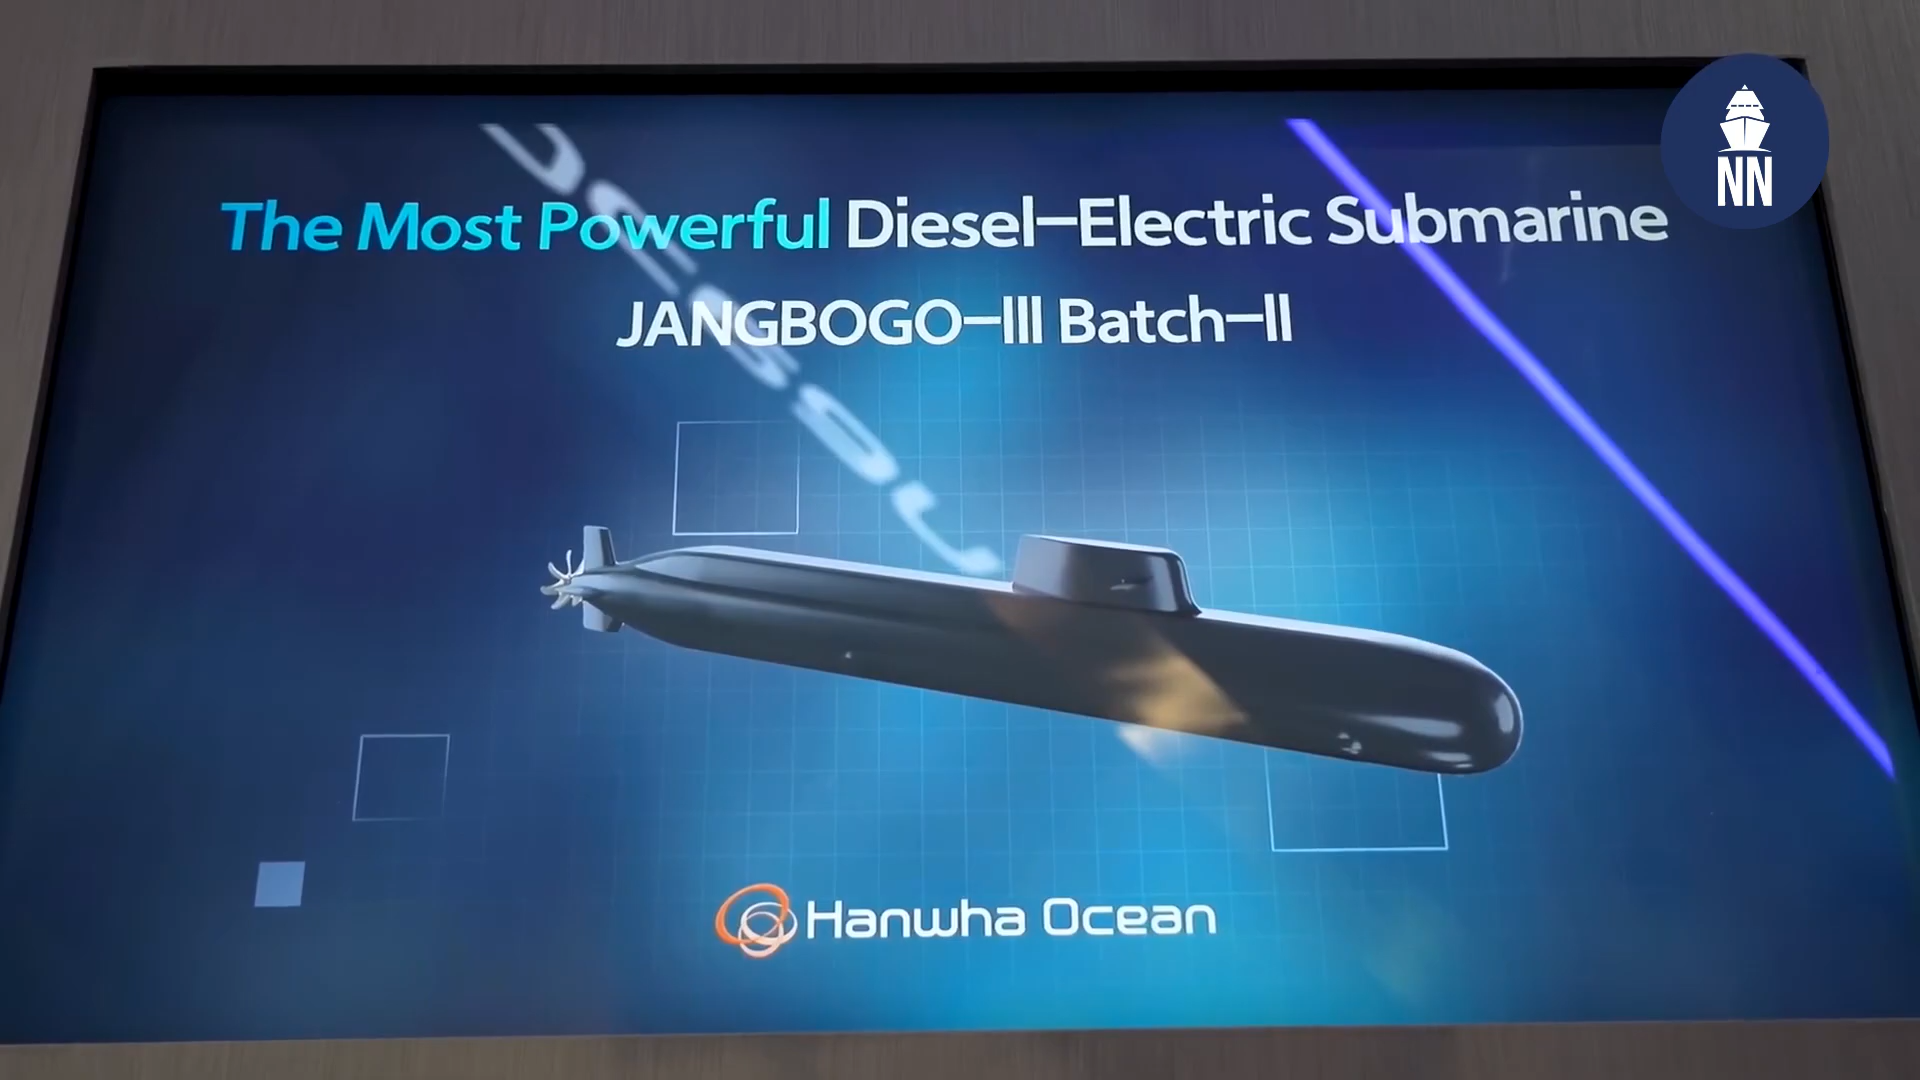 NN
The Most Powerful Diesel-Electric Submarine
JANGBOGO-III Batch-II
Hanwha Ocean